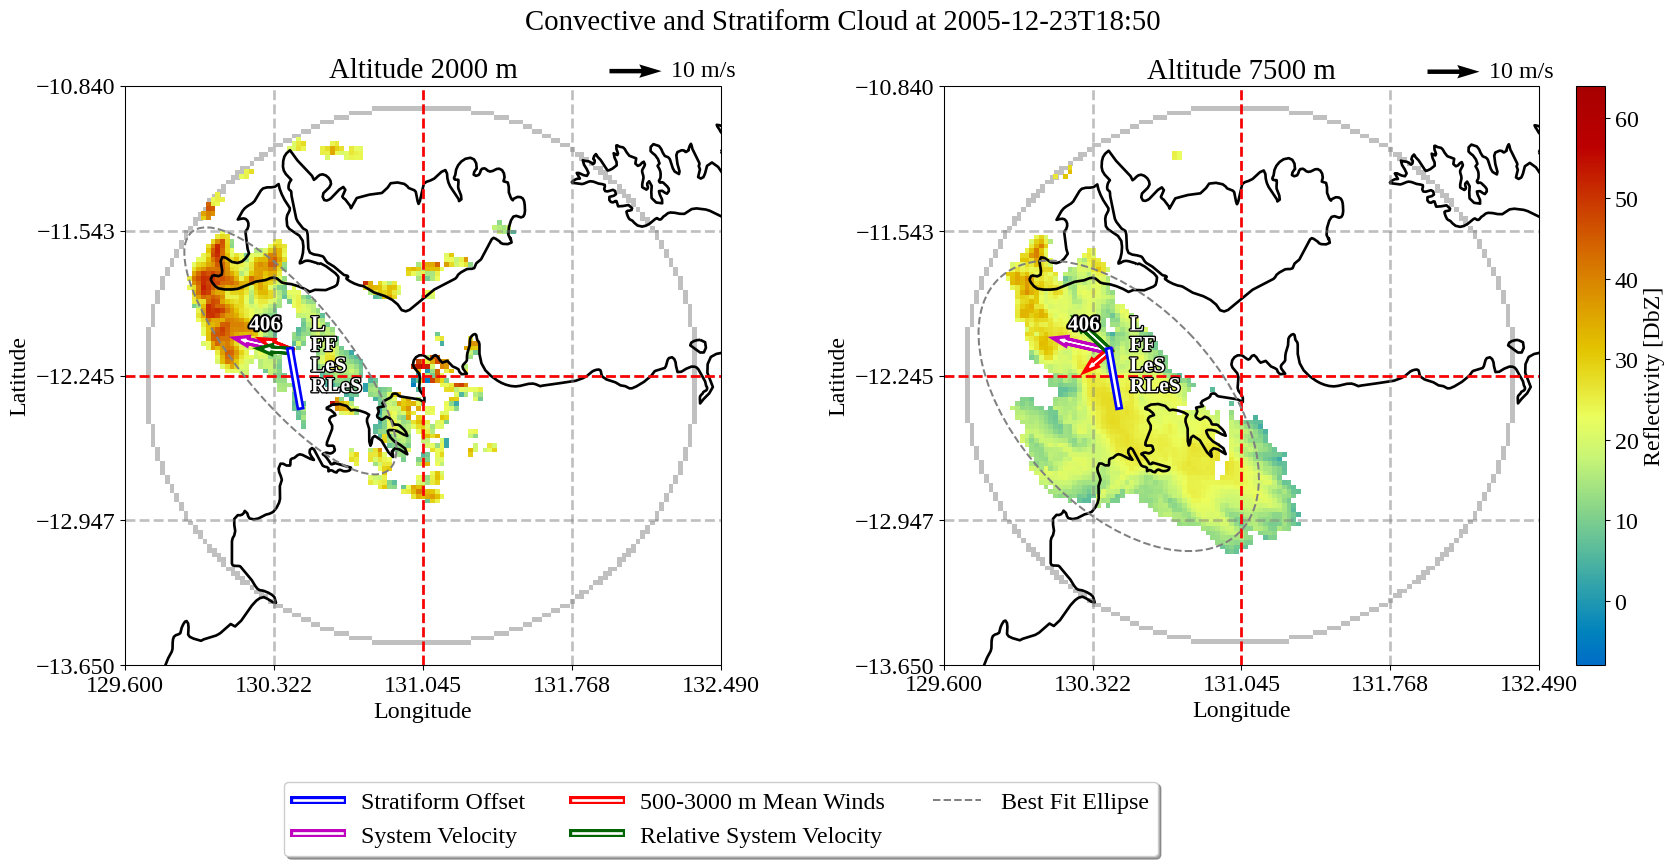 Convective and Stratiform Cloud at 2005-12-23T18:50
Altitude 2000 m
10 m/s
Altitude 7500 m
10 m/s
−10.840
−11.543
−12.245
−12.947
−13.650
Latitude
129.600
130.322
131.045
131.768
132.490
Longitude
406
L
FF
LeS
RLeS
−10.840
−11.543
−12.245
−12.947
−13.650
Latitude
129.600
130.322
131.045
131.768
132.490
Longitude
406
L
FF
LeS
RLeS
60
50
40
30
20
10
0
Reflectivity [DbZ]
Stratiform Offset
System Velocity
500-3000 m Mean Winds
Relative System Velocity
Best Fit Ellipse